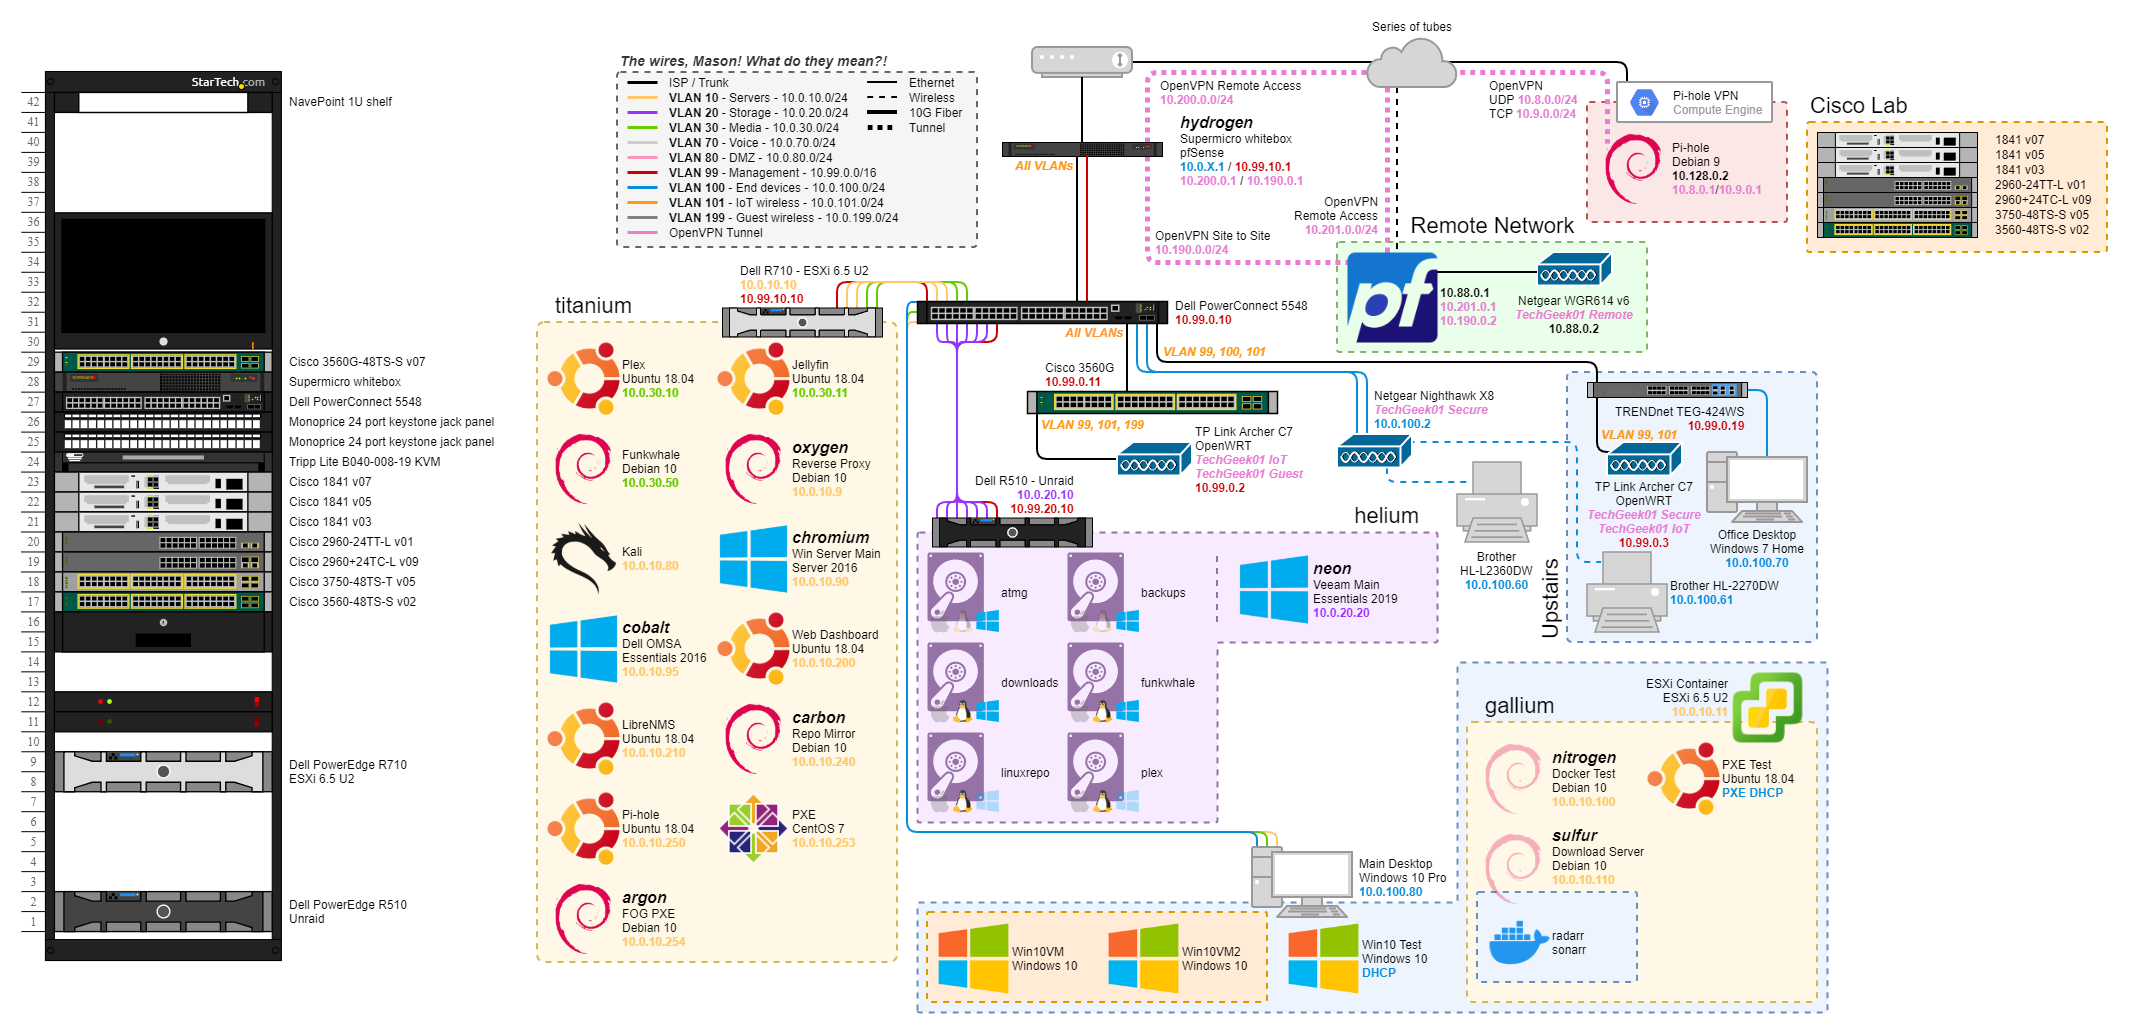 StarTech.com
42
41
40
39
38
37
36
35
34
33
32
31
30
29
28
27
26
25
24
23
22
21
20
19
18
17
16
15
14
13
12
11
10
9
8
7
6
5
4
3
2
1
NavePoint 1U shelf
Cisco 3560G-48TS-S v07
Supermicro whitebox
Dell PowerConnect 5548
Monoprice 24 port keystone jack panel
Monoprice 24 port keystone jack panel
Tripp Lite B040-008-19 KVM
Cisco 1841 v07
Cisco 1841 v05
Cisco 1841 v03
Cisco 2960-24TT-L v01
Cisco 2960+24TC-L v09
Cisco 3750-48TS-T v05
Cisco 3560-48TS-S v02
Dell PowerEdge R710
ESXi 6.5 U2
Dell PowerEdge R510
Unraid
The wires, Mason! What do they mean?!
ISP / Trunk
VLAN 10 - Servers - 10.0.10.0/24
VLAN 20 - Storage - 10.0.20.0/24
VLAN 30 - Media - 10.0.30.0/24
VLAN 70 - Voice - 10.0.70.0/24
VLAN 80 - DMZ - 10.0.80.0/24
VLAN 99 - Management - 10.99.0.0/16
VLAN 100 - End devices - 10.0.100.0/24
VLAN 101 - IoT wireless - 10.0.101.0/24
VLAN 199 - Guest wireless - 10.0.199.0/24
OpenVPN Tunnel
Ethernet
Wireless
10G Fiber
Tunnel
Series of tubes
OpenVPN Remote Access
10.200.0.0/24
hydrogen
Supermicro whitebox
pfSense
10.0.X.1 / 10.99.10.1
10.200.0.1 / 10.190.0.1
All VLANs
OpenVPN
Remote Access
10.201.0.0/24
OpenVPN Site to Site
10.190.0.0/24
OpenVPN
UDP 10.8.0.0/24
TCP 10.9.0.0/24
Pi-hole VPN
Compute Engine
Pi-hole
Debian 9
10.128.0.2
10.8.0.1/10.9.0.1
Cisco Lab
1841 v07
1841 v05
1841 v03
2960-24TT-L v01
2960+24TC-L v09
3750-48TS-S v05
3560-48TS-S v02
Remote Network
pf
10.88.0.1
10.201.0.1
10.190.0.2
Netgear WGR614 v6
TechGeek01 Remote
10.88.0.2
Dell R710 - ESXi 6.5 U2
10.0.10.10
10.99.10.10
titanium
Plex
Ubuntu 18.04
10.0.30.10
Jellyfin
Ubuntu 18.04
10.0.30.11
Funkwhale
Debian 10
10.0.30.50
oxygen
Reverse Proxy
Debian 10
10.0.10.9
Kali
10.0.10.80
chromium
Win Server Main
Server 2016
10.0.10.90
cobalt
Dell OMSA
Essentials 2016
10.0.10.95
Web Dashboard
Ubuntu 18.04
10.0.10.200
LibreNMS
Ubuntu 18.04
10.0.10.210
carbon
Repo Mirror
Debian 10
10.0.10.240
Pi-hole
Ubuntu 18.04
10.0.10.250
PXE
CentOS 7
10.0.10.253
argon
FOG PXE
Debian 10
10.0.10.254
Dell PowerConnect 5548
10.99.0.10
All VLANs
VLAN 99, 100, 101
Cisco 3560G
10.99.0.11
VLAN 99, 101, 199
TP Link Archer C7
OpenWRT
TechGeek01 IoT
TechGeek01 Guest
10.99.0.2
Netgear Nighthawk X8
TechGeek01 Secure
10.0.100.2
Brother
HL-L2360DW
10.0.100.60
Upstairs
TRENDnet TEG-424WS
10.99.0.19
VLAN 99, 101
TP Link Archer C7
OpenWRT
TechGeek01 Secure
TechGeek01 IoT
10.99.0.3
Office Desktop
Windows 7 Home
10.0.100.70
Brother HL-2270DW
10.0.100.61
Dell R510 - Unraid
10.0.20.10
10.99.20.10
helium
atmg
backups
downloads
funkwhale
linuxrepo
plex
neon
Veeam Main
Essentials 2019
10.0.20.20
Main Desktop
Windows 10 Pro
10.0.100.80
Win10VM
Windows 10
Win10VM2
Windows 10
Win10 Test
Windows 10
DHCP
ESXi Container
ESXi 6.5 U2
10.0.10.11
gallium
nitrogen
Docker Test
Debian 10
10.0.10.100
PXE Test
Ubuntu 18.04
PXE DHCP
sulfur
Download Server
Debian 10
10.0.10.110
radarr
sonarr